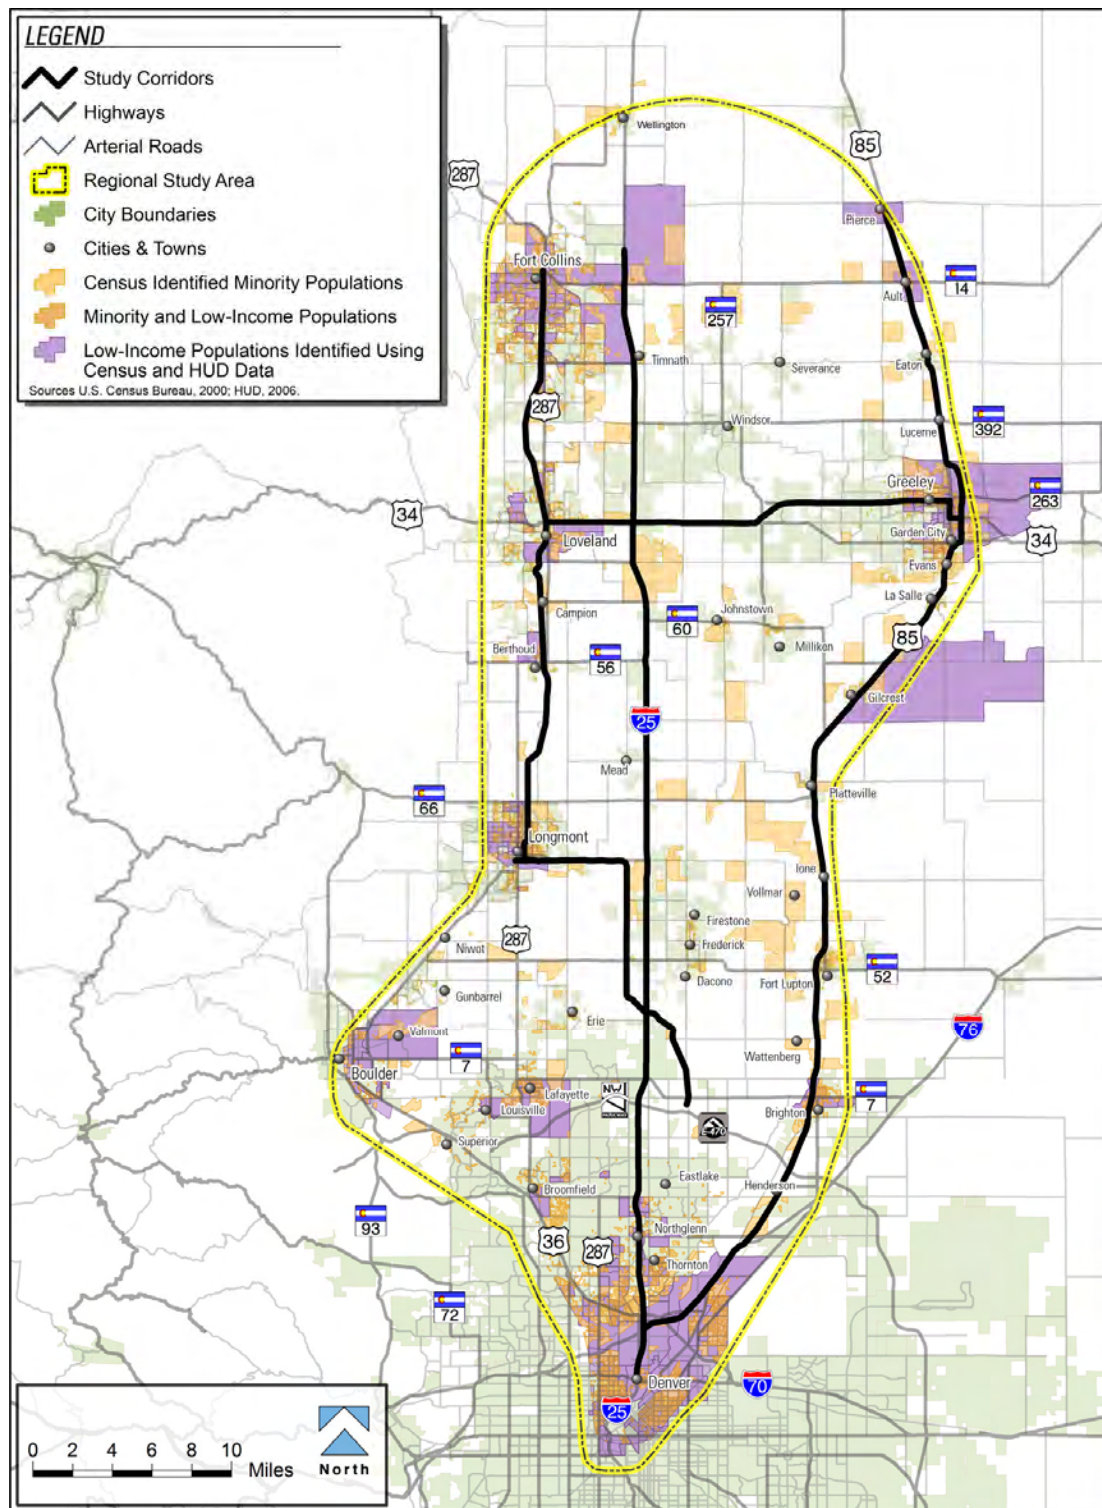 LEGEND
Study Corridors
Highways
Arterial Roads
Regional Study Area
City Boundaries
Cities & Towns
Census Identified Minority Populations
Minority and Low-Income Populations
Low-Income Populations Identified Using
Census and HUD Data
Sources U.S. Census Bureau, 2000; HUD, 2006.
Wellington
85
287
Pierce
Fort Collins
Ault
14
257
Timnath
Severance
Eaton
287
Windsor
Lucerne
392
Greeley
263
34
Garden City
34
Loveland
Evans
La Salle
Campion
Johnstown
60
85
Berthoud
56
Milliken
Gilcrest
25
Mead
66
Platteville
Longmont
Ione
Vollmar
Firestone
Niwot
287
Frederick
Dacono
Fort Lupton
52
Gunbarrel
Erie
76
Valmont
Wattenberg
7
Boulder
Lafayette
NW
PARKWAY
7
Louisville
Brighton
E-470
Superior
Eastlake
Henderson
Broomfield
93
Northglenn
36
287
Thornton
72
Denver
70
25
0 2 4 6 8 10
Miles
North